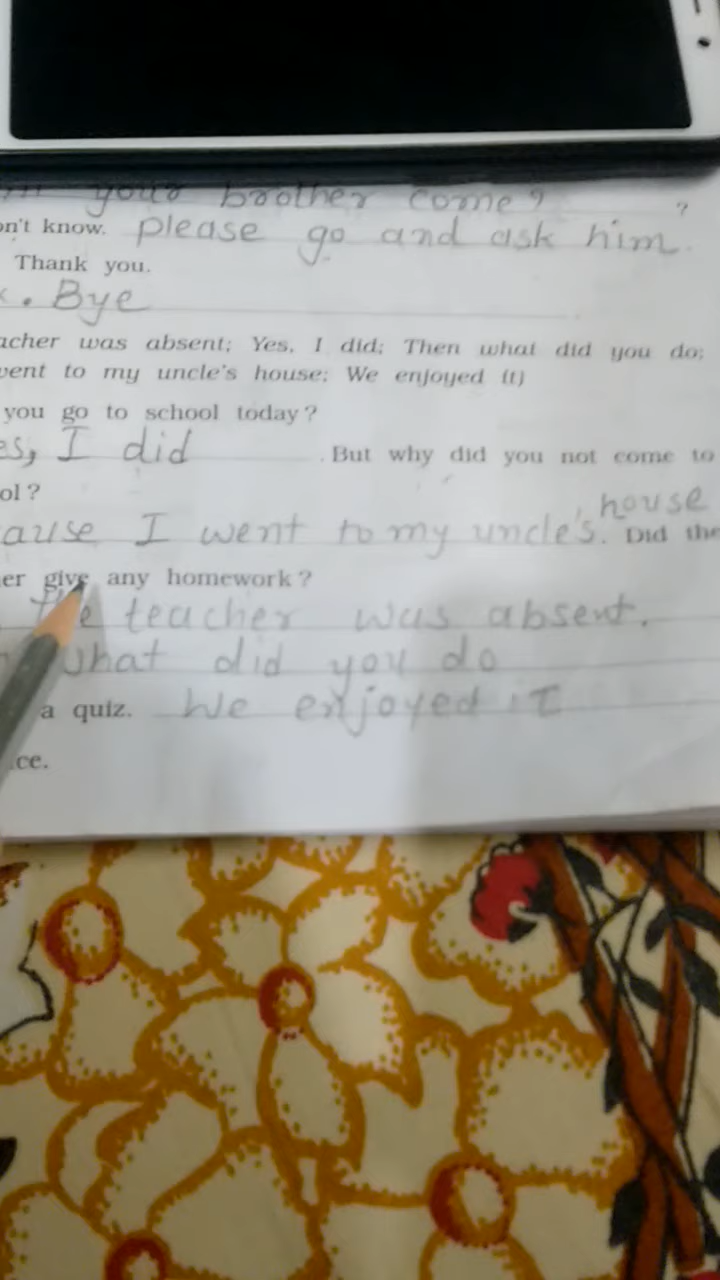 your brother come? ?
on't know. please go and ask him.
Thank you.
. Bye
acher was absent; Yes, I did; Then what did you do;
vent to my uncle's house; We enjoyed it)
you go to school today?
es, I did . But why did you not come to
ol?
house
ause I went to my uncle's. Did the
er give any homework?
the teacher was absent.
what did you do
a quiz. We enjoyed it
ce.